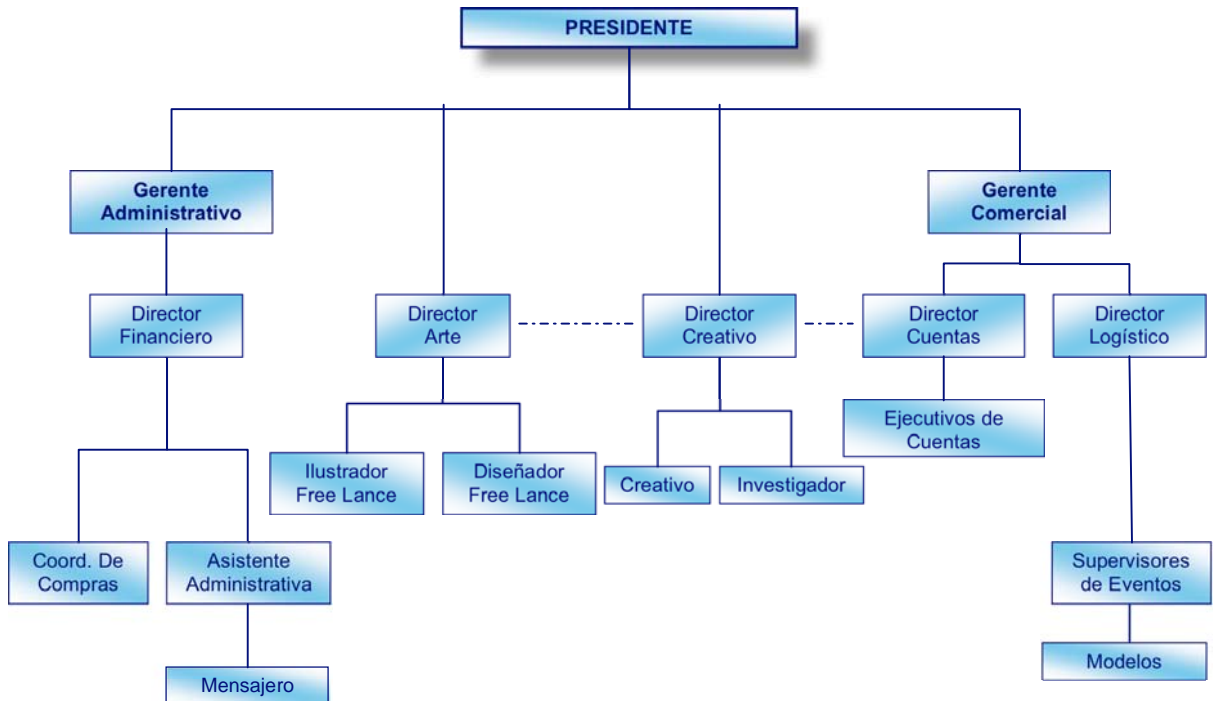 PRESIDENTE
Gerente
Administrativo
Gerente
Comercial
Director
Financiero
Director
Arte
Director
Creativo
Director
Cuentas
Director
Logístico
Ejecutivos de
Cuentas
Ilustrador
Free Lance
Diseñador
Free Lance
Creativo
Investigador
Coord. De
Compras
Asistente
Administrativa
Supervisores
de Eventos
Mensajero
Modelos